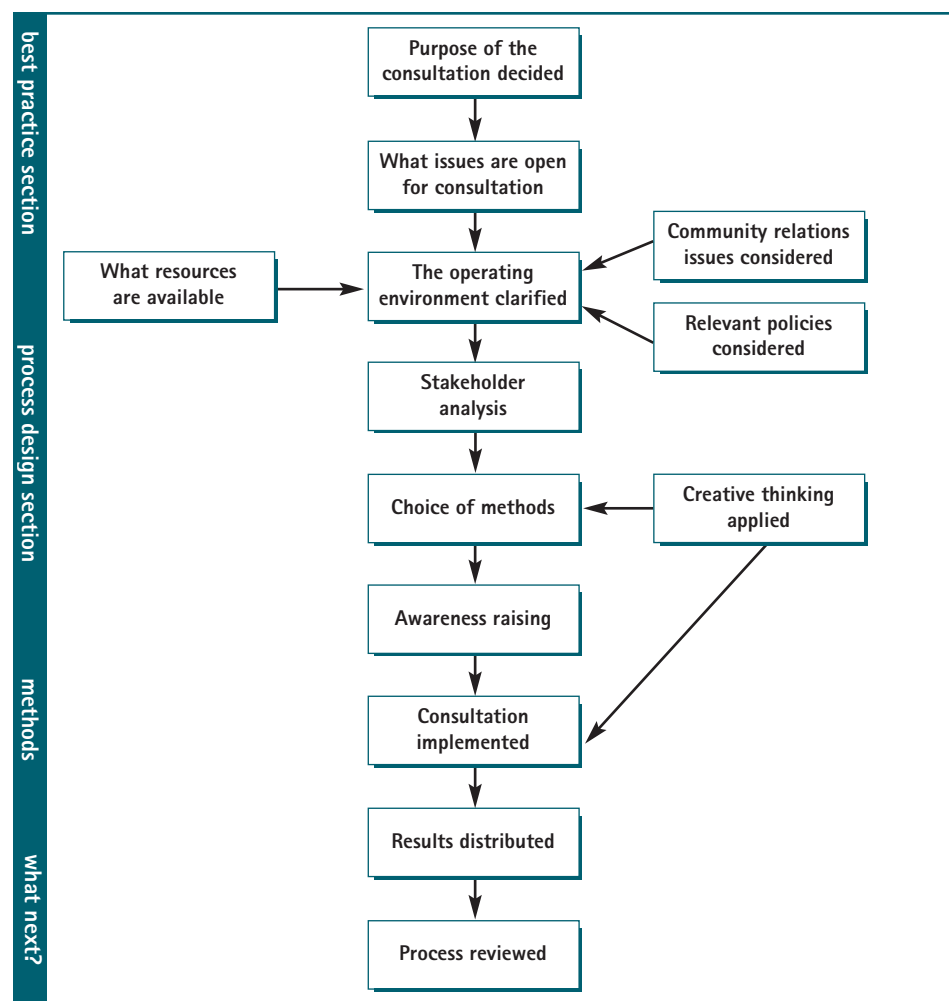 best practice section
process design section
methods
what next?
Purpose of the
consultation decided
What issues are open
for consultation
Community relations
issues considered
What resources
are available
The operating
environment clarified
Relevant policies
considered
Stakeholder
analysis
Choice of methods
Creative thinking
applied
Awareness raising
Consultation
implemented
Results distributed
Process reviewed